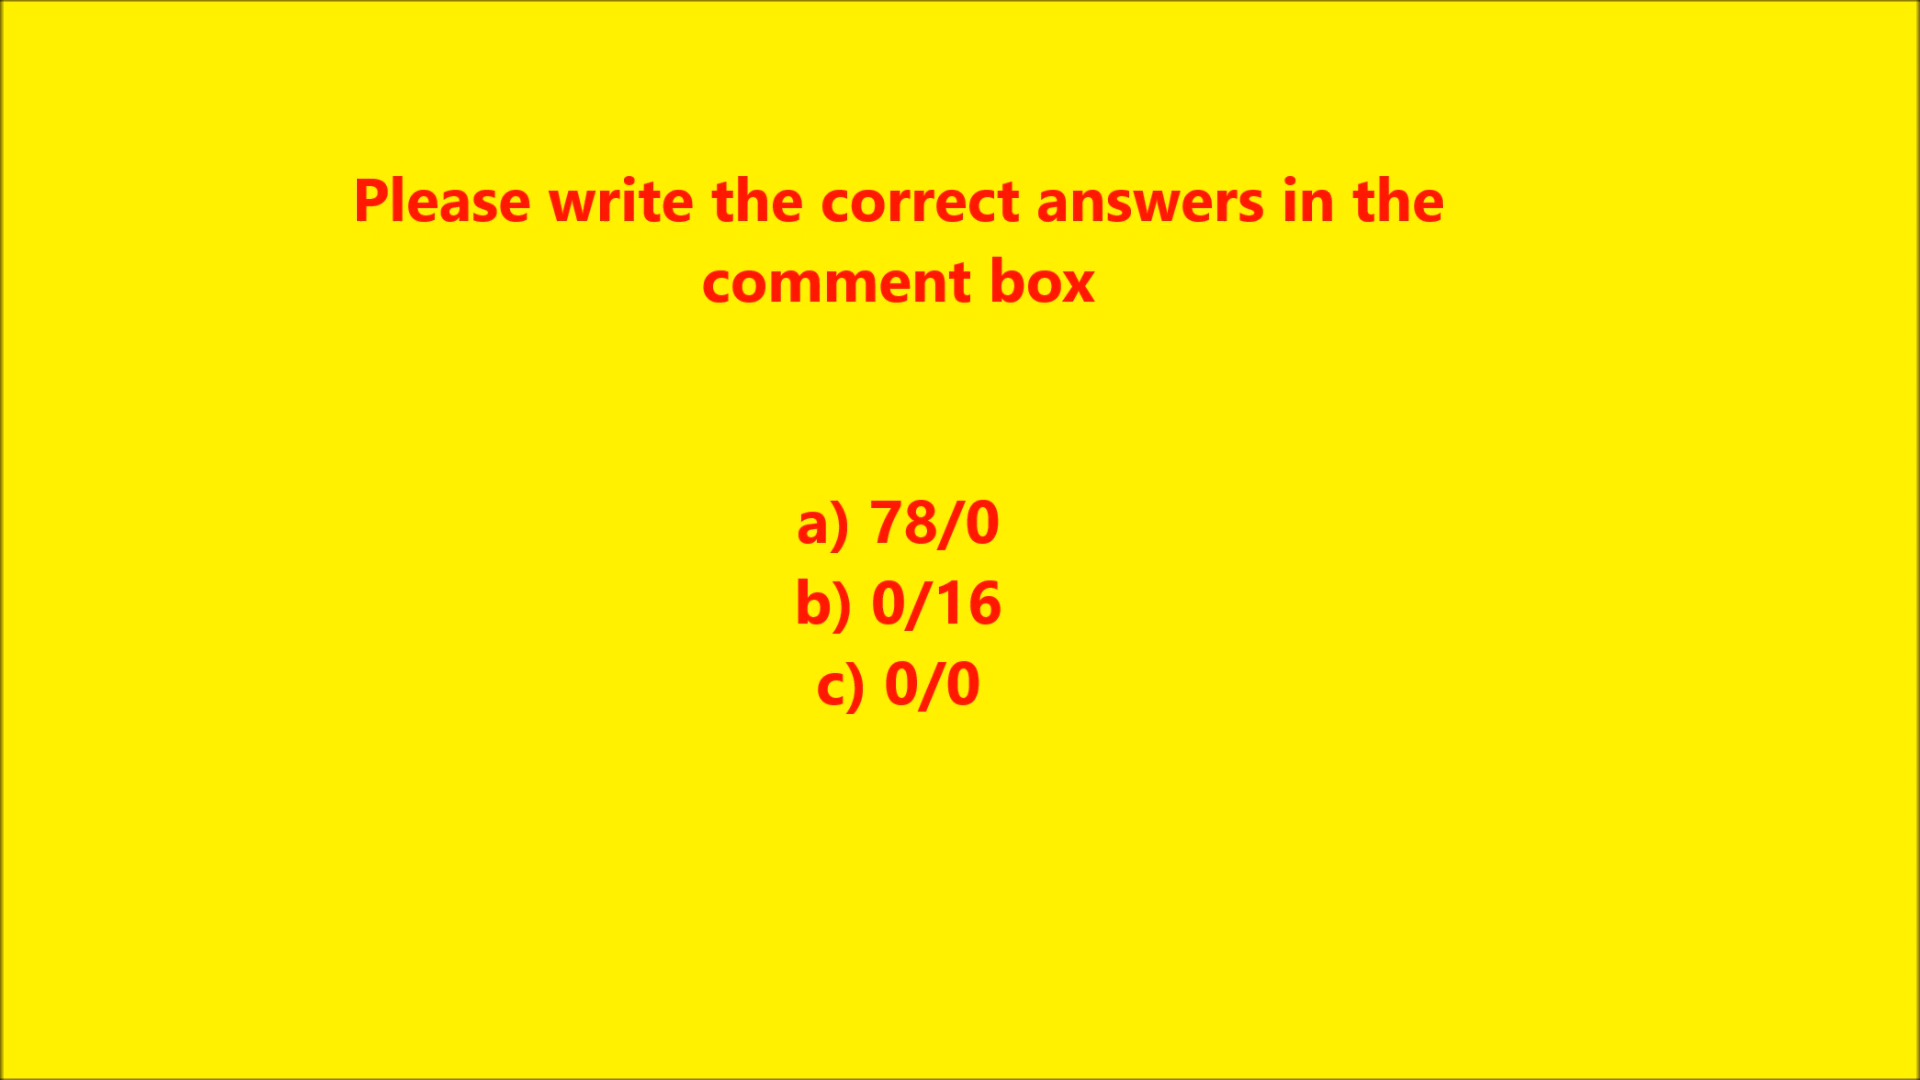 Please write the correct answers in the
comment box
a) 78/0
b) 0/16
c) 0/0